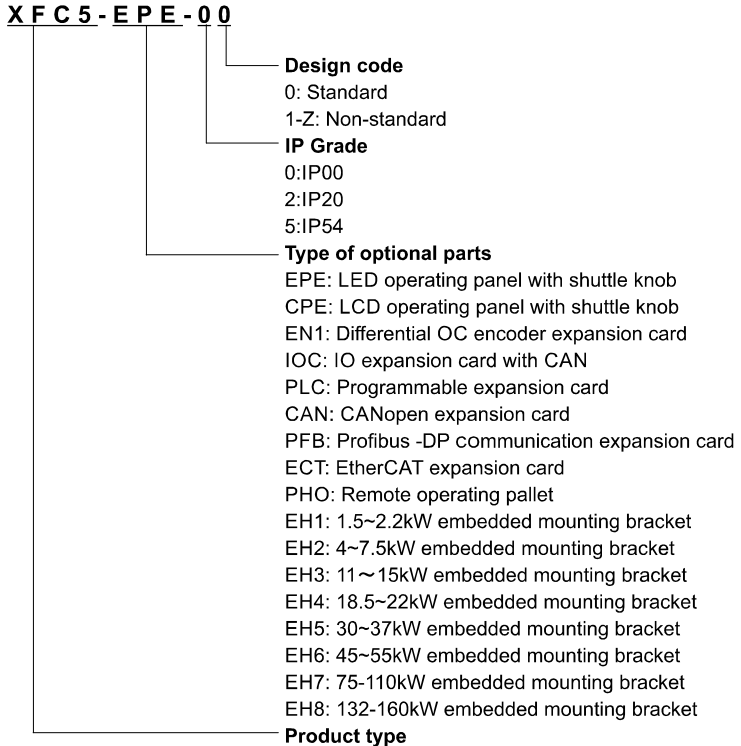 XFC5-EPE-00
Design code
0: Standard
1-Z: Non-standard
IP Grade
0:IP00
2:IP20
5:IP54
Type of optional parts
EPE: LED operating panel with shuttle knob
CPE: LCD operating panel with shuttle knob
EN1: Differential OC encoder expansion card
IOC: IO expansion card with CAN
PLC: Programmable expansion card
CAN: CANopen expansion card
PFB: Profibus -DP communication expansion card
ECT: EtherCAT expansion card
PHO: Remote operating pallet
EH1: 1.5~2.2kW embedded mounting bracket
EH2: 4~7.5kW embedded mounting bracket
EH3: 11～15kW embedded mounting bracket
EH4: 18.5~22kW embedded mounting bracket
EH5: 30~37kW embedded mounting bracket
EH6: 45~55kW embedded mounting bracket
EH7: 75-110kW embedded mounting bracket
EH8: 132-160kW embedded mounting bracket
Product type